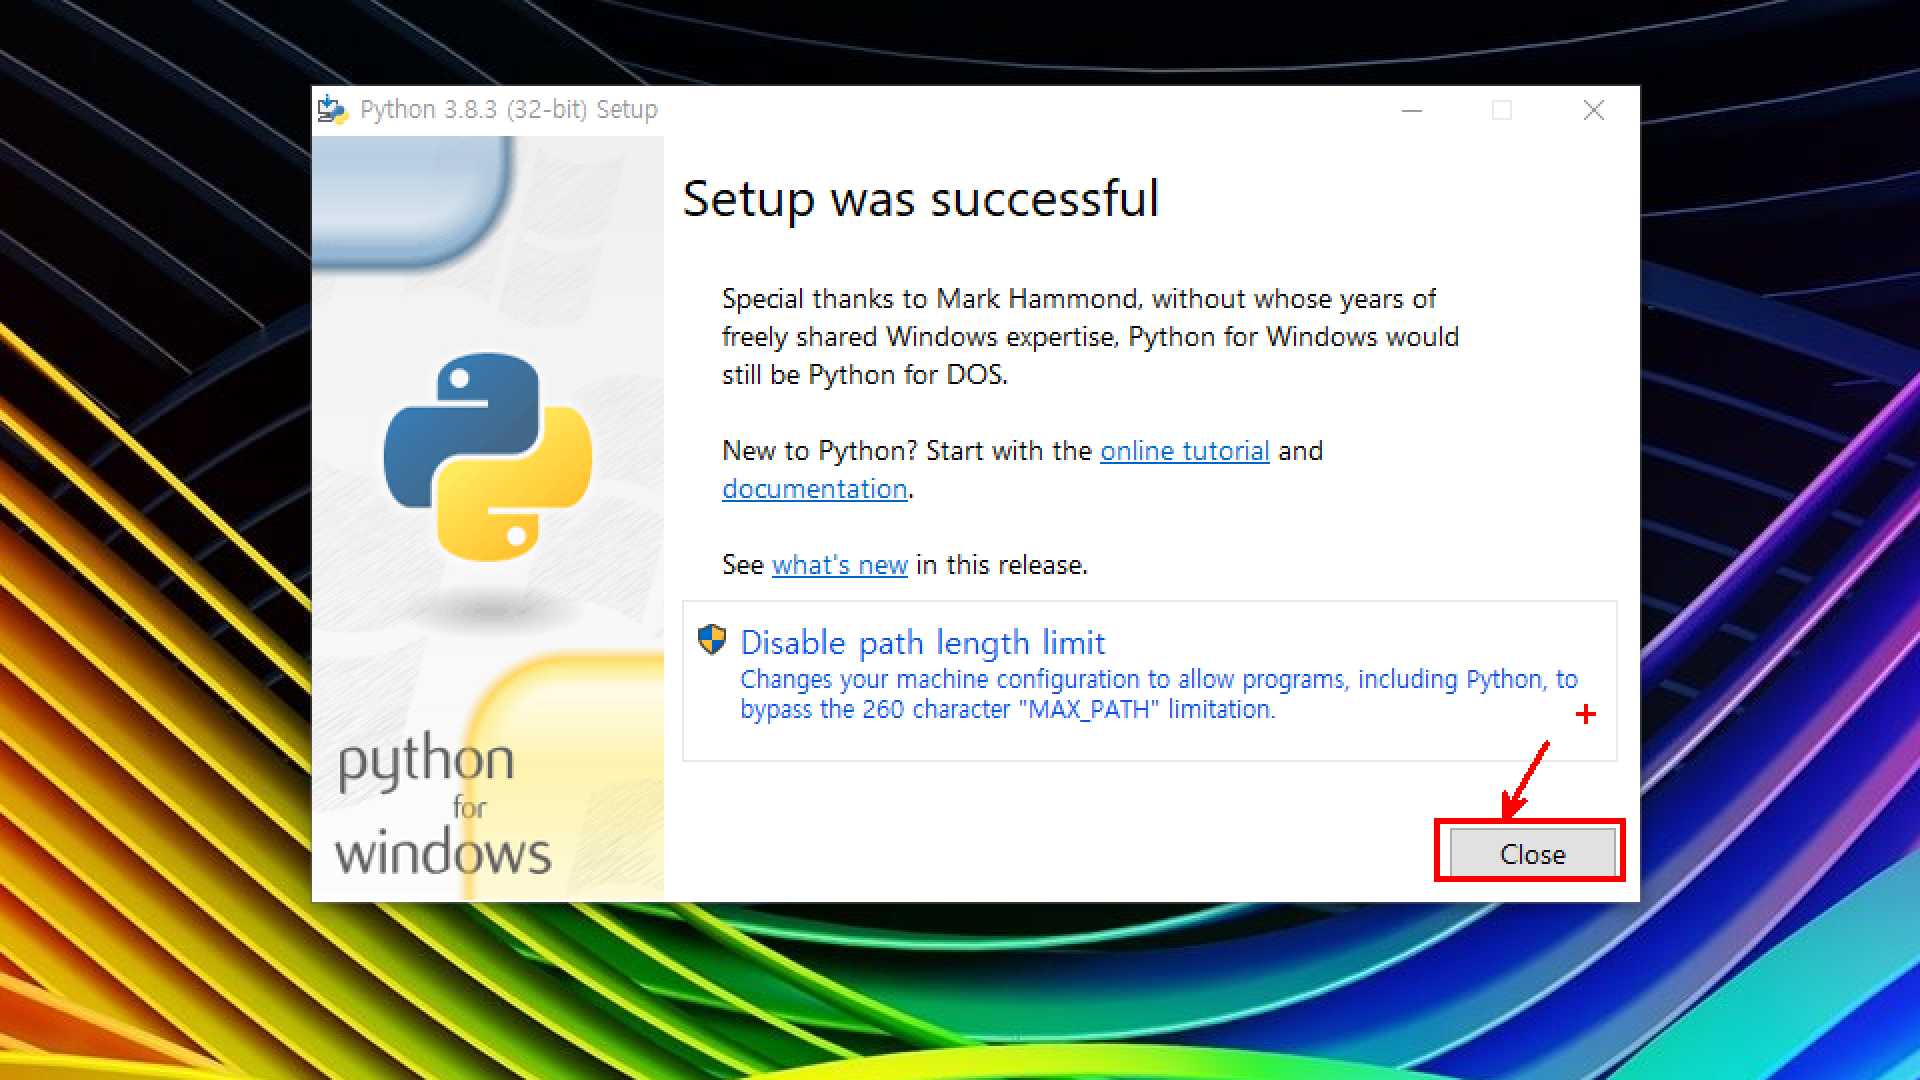 Python 3.8.3 (32-bit) Setup
Setup was successful
Special thanks to Mark Hammond, without whose years of
freely shared Windows expertise, Python for Windows would
still be Python for DOS.
New to Python? Start with the online tutorial and
documentation.
See what's new in this release.
Disable path length limit
Changes your machine configuration to allow programs, including Python, to
bypass the 260 character "MAX_PATH" limitation.
python
for
windows
Close